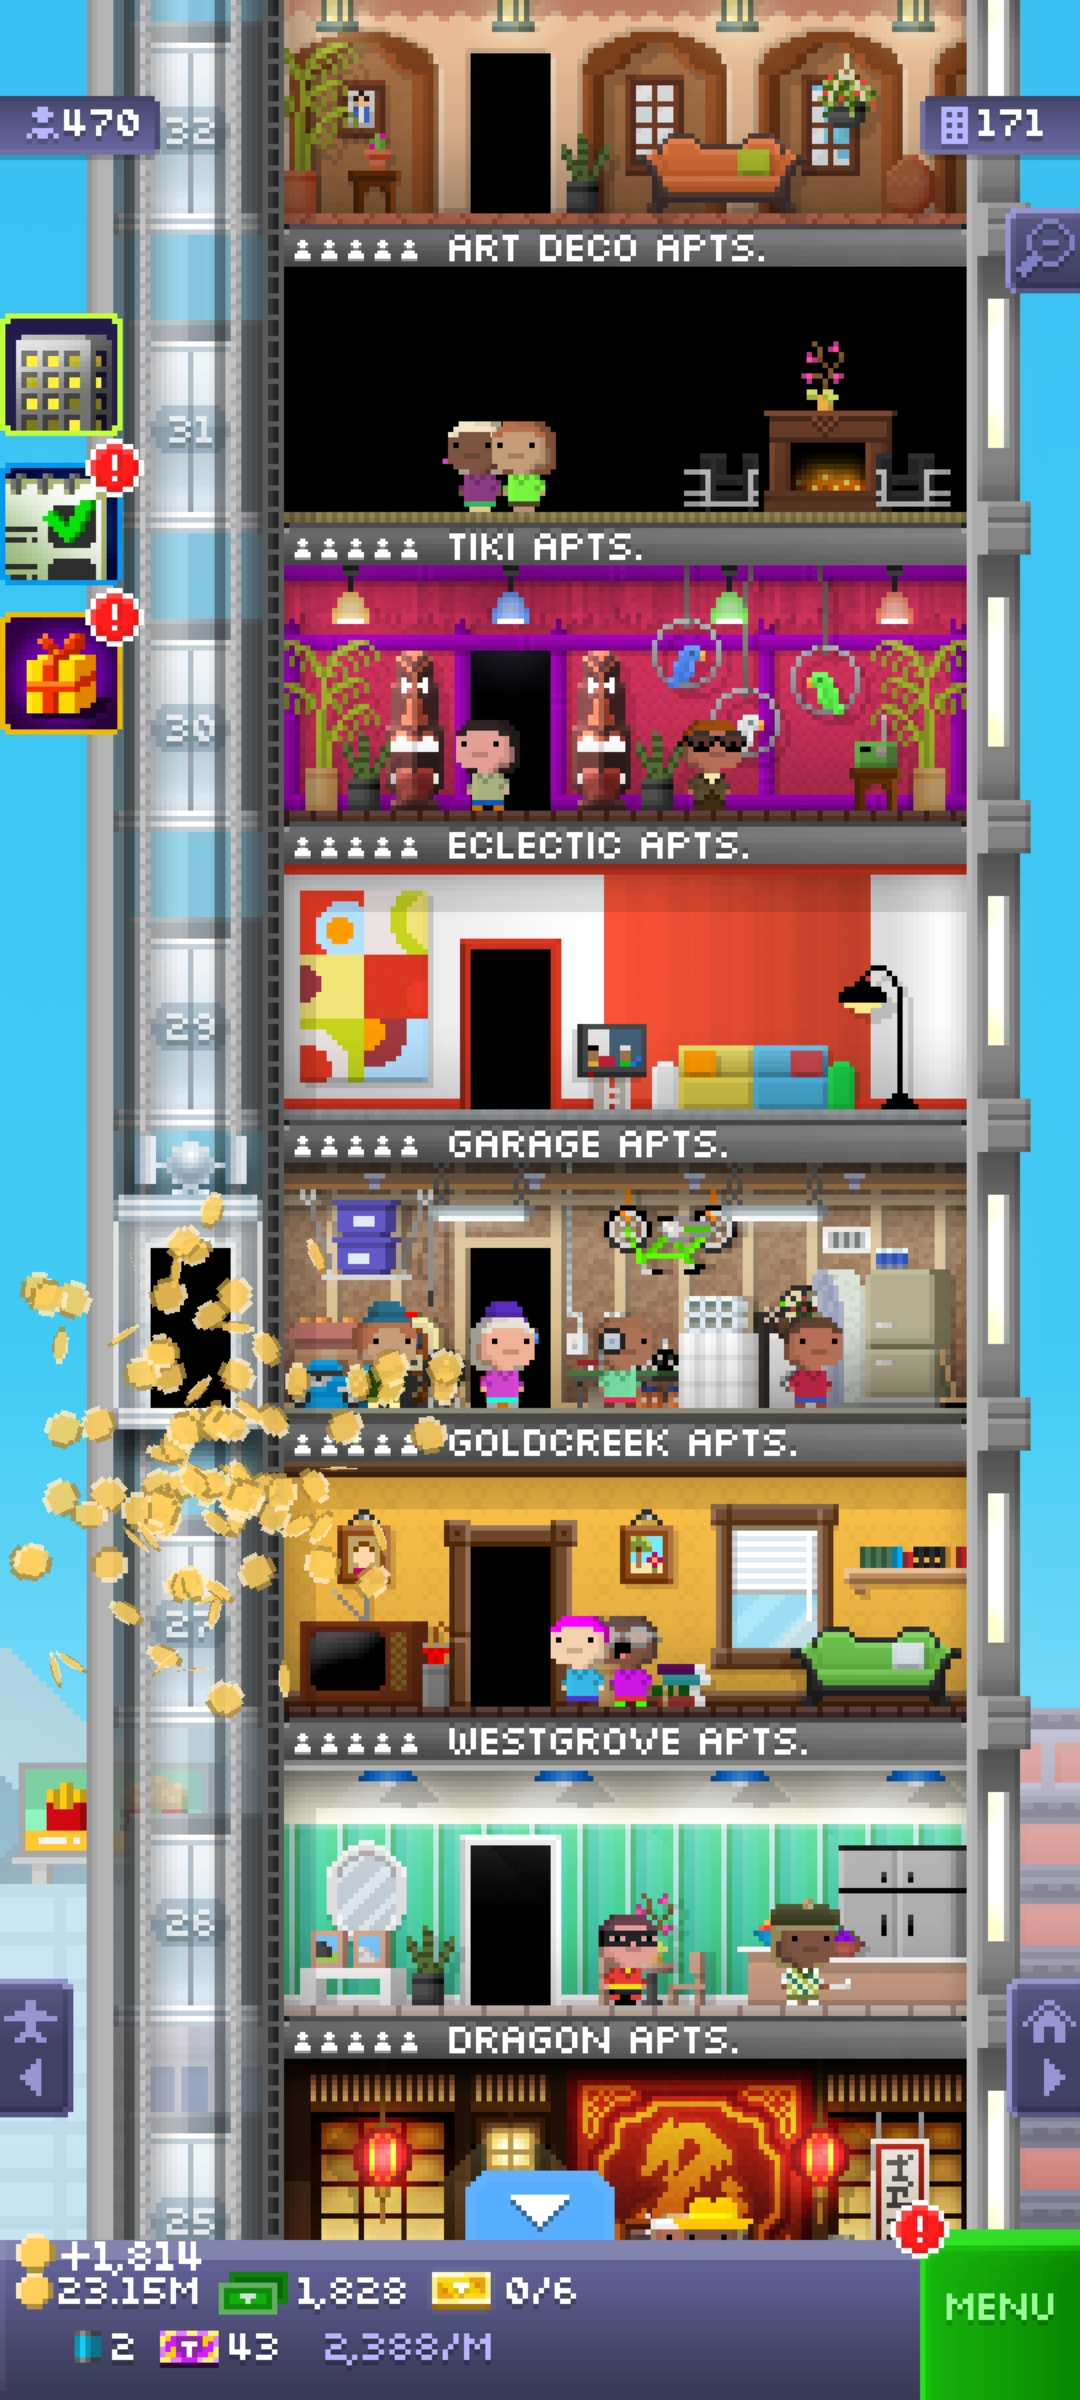 470
171
32
ART DECO APTS.
31
TIKI APTS.
30
ECLECTIC APTS.
29
GARAGE APTS.
GOLDCREEK APTS.
27
WESTGROVE APTS.
26
DRAGON APTS.
25
+1,814
23.15M 1,828 0/6
MENU
2 T 43 2,388/M